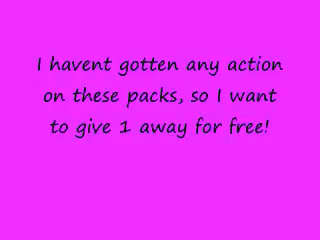 I havent gotten any action
on these packs, so I want
to give 1 away for free!